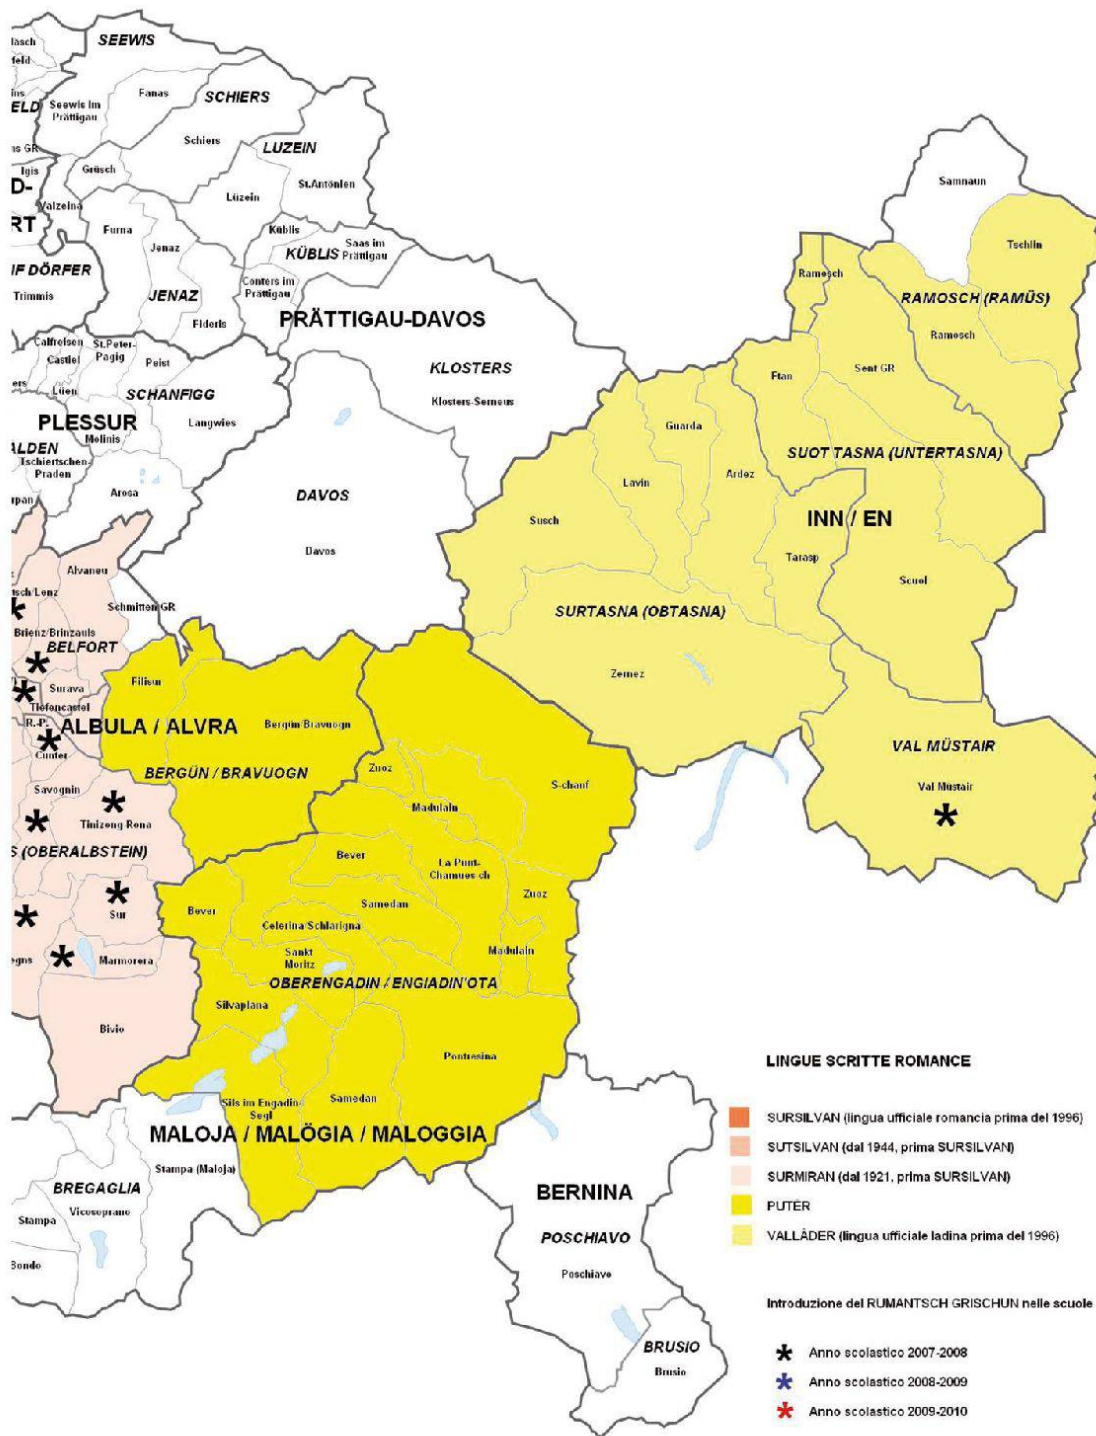 SEEWIS
Fanas
Seewis im
Prättigau
SCHIERS
Schiers
LUZEIN
Igis
Grüsch
St.Antönien
Lüzein
Valzeina
RT
Furna
Jenaz
Küblis
Saas im
Prättigau
KÜBLIS
Conters im
Prättigau
DÖRFER
Trimmis
JENAZ
Fideris
PRÄTTIGAU-DAVOS
Calfreisen
Castiel
St.Peter-
Pagig
Peist
Lüen
SCHANFIGG
Langwies
KLOSTERS
Klosters-Serneus
PLESSUR
Molinis
ALDEN
Tschiertschen-
Praden
Arosa
DAVOS
Davos
Samnaun
Tschlin
Ramosch
RAMOSCH (RAMÜS)
Ramosch
Sent GR
Ftan
Guarda
SUOT TASNA (UNTERTASNA)
Ardez
Lavin
Susch
INN / EN
Tarasp
Scuol
SURTASNA (OBTASNA)
Zernez
VAL MÜSTAIR
Val Müstair
Alvaneu
tsch/Lenz
Schmitten GR
Brienz/Brinzauls
BELFORT
Surava
Tiefencastel
Filisur
R.-P.
ALBULA / ALVRA
Bergün/Bravuogn
Cunter
BERGÜN / BRAVUOGN
Savognin
Tinizong Rona
S (OBERALBSTEIN)
Sur
Marmorera
Bivio
Zuoz
S-chanf
Madulain
Bever
La Punt-
Chamues-ch
Bever
Samedan
Zuoz
Celerina/Schlarigna
Sankt
Moritz
Madulain
OBERENGADIN / ENGIADIN'OTA
Silvaplana
Pontresina
Sils im Engadin-
Segl
Samedan
MALOJA / MALÖGIA / MALOGGIA
Stampa (Maloja)
BREGAGLIA
Vicosoprano
Stampa
Bondo
BERNINA
POSCHIAVO
Poschiavo
BRUSIO
Brusio
LINGUE SCRITTE ROMANCE
SURSILVAN (lingua ufficiale romancia prima del 1996)
SUTSILVAN (dal 1944, prima SURSILVAN)
SURMIRAN (dal 1921, prima SURSILVAN)
PUTÈR
VALLÀDER (lingua ufficiale ladina prima del 1996)
Introduzione del RUMANTSCH GRISCHUN nelle scuole
Anno scolastico 2007-2008
Anno scolastico 2008-2009
Anno scolastico 2009-2010